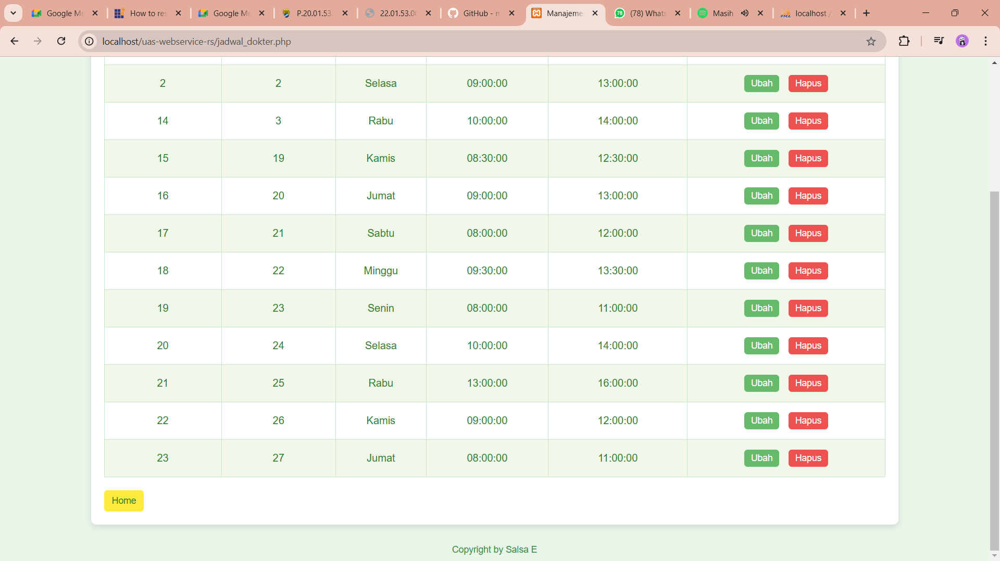 Google Me
How to res
Google Me
P.20.01.53.
22.01.53.00
GitHub - m
Manajeme
(78) Whats
Masih
localhost /
localhost/uas-webservice-rs/jadwal_dokter.php
2 2 Selasa 09:00:00 13:00:00 Ubah Hapus
14 3 Rabu 10:00:00 14:00:00 Ubah Hapus
15 19 Kamis 08:30:00 12:30:00 Ubah Hapus
16 20 Jumat 09:00:00 13:00:00 Ubah Hapus
17 21 Sabtu 08:00:00 12:00:00 Ubah Hapus
18 22 Minggu 09:30:00 13:30:00 Ubah Hapus
19 23 Senin 08:00:00 11:00:00 Ubah Hapus
20 24 Selasa 10:00:00 14:00:00 Ubah Hapus
21 25 Rabu 13:00:00 16:00:00 Ubah Hapus
22 26 Kamis 09:00:00 12:00:00 Ubah Hapus
23 27 Jumat 08:00:00 11:00:00 Ubah Hapus
Home
Copyright by Salsa E